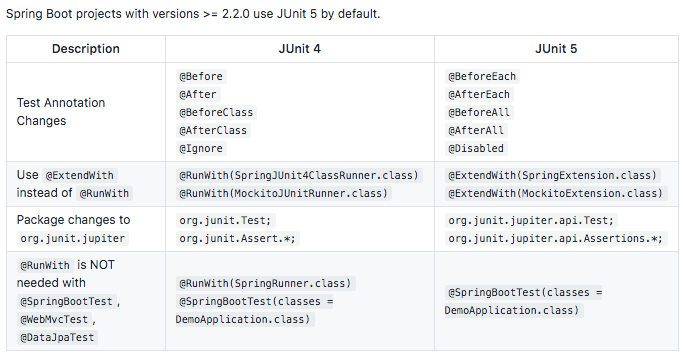 Spring Boot projects with versions >= 2.2.0 use JUnit 5 by default.
Description JUnit 4 JUnit 5
Test Annotation
Changes
@Before
@After
@BeforeClass
@AfterClass
@Ignore
@BeforeEach
@AfterEach
@BeforeAll
@AfterAll
@Disabled
Use @ExtendWith
instead of @RunWith
@RunWith(SpringJUnit4ClassRunner.class)
@RunWith(MockitoJUnitRunner.class)
@ExtendWith(SpringExtension.class)
@ExtendWith(MockitoExtension.class)
Package changes to
org.junit.jupiter
org.junit.Test;
org.junit.Assert.*;
org.junit.jupiter.api.Test;
org.junit.jupiter.api.Assertions.*;
@RunWith is NOT
needed with
@SpringBootTest ,
@WebMvcTest ,
@DataJpaTest
@RunWith(SpringRunner.class)
@SpringBootTest(classes =
DemoApplication.class)
@SpringBootTest(classes =
DemoApplication.class)